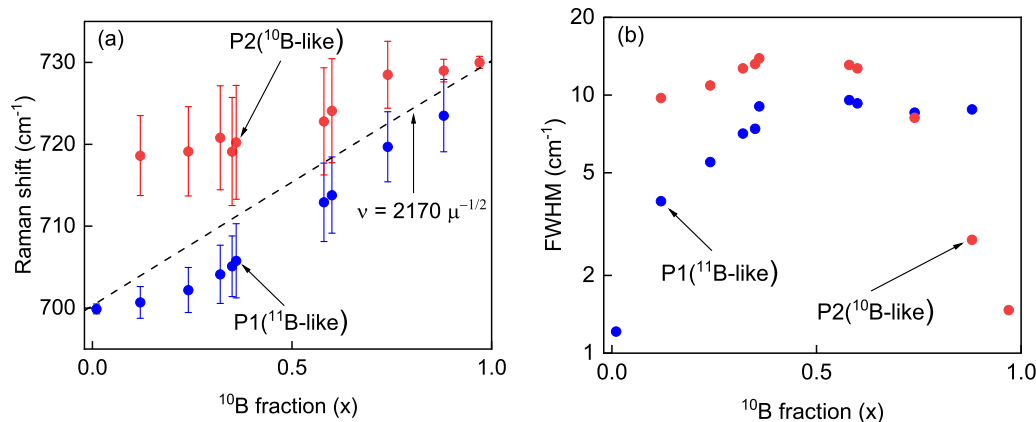 (a)
P2(¹⁰B-like)
730
720
710
700
Raman shift (cm⁻¹)
ν = 2170 μ⁻¹/²
P1(¹¹B-like)
0.0
0.5
1.0
¹⁰B fraction (x)
(b)
20
10
5
2
1
FWHM (cm⁻¹)
P1(¹¹B-like)
P2(¹⁰B-like)
0.0
0.5
1.0
¹⁰B fraction (x)